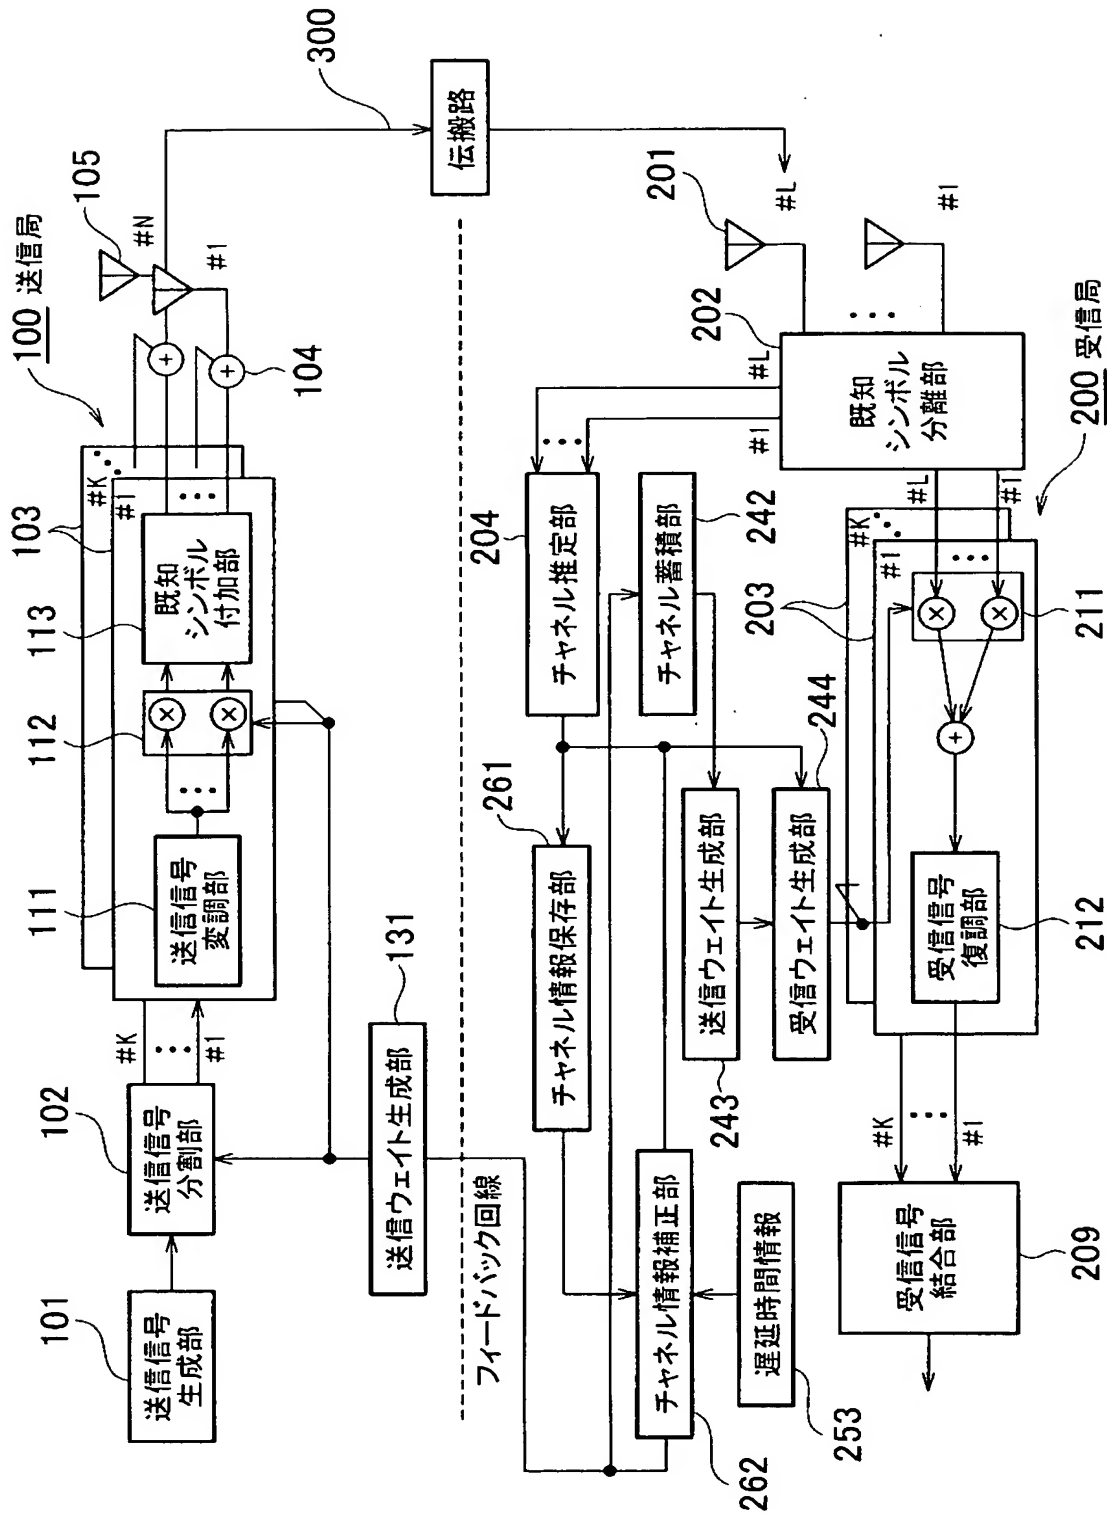 100 送信局
101
送信信号
生成部
102
送信信号
分割部
#K
#1
103
#K
#1
111
送信信号
変調部
112
113
既知
シンボル
付加部
104
105
#N
#1
300
伝搬路
131
送信ウェイト生成部
フィードバック回線
201
#L
#1
202
既知
シンボル
分離部
#L
#1
#L
#1
200 受信局
204
チャネル推定部
242
チャネル蓄積部
261
チャネル情報保存部
243
送信ウェイト生成部
244
受信ウェイト生成部
262
チャネル情報補正部
253
遅延時間情報
203
#K
#1
211
212
受信信号
復調部
#K
#1
209
受信信号
結合部